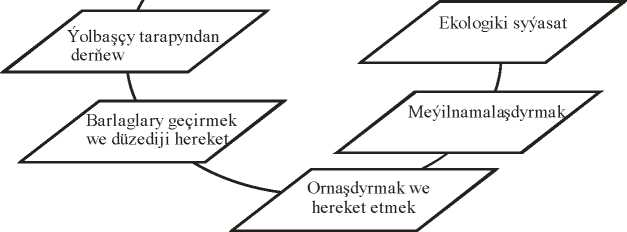 Ýolbaşçy tarapyndan
derňew
Ekologiki syýasat
Barlaglary geçirmek
we düzediji hereket
Meýilnamalaşdyrmak
Ornaşdyrmak we
hereket etmek